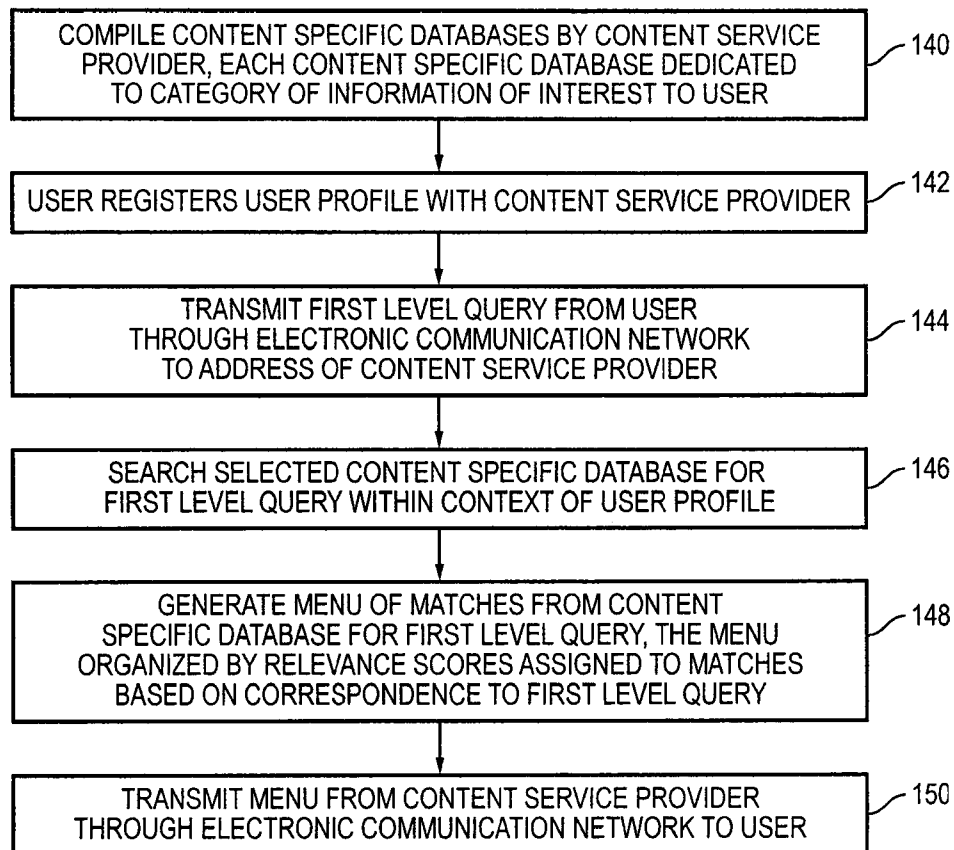 COMPILE CONTENT SPECIFIC DATABASES BY CONTENT SERVICE
PROVIDER, EACH CONTENT SPECIFIC DATABASE DEDICATED
TO CATEGORY OF INFORMATION OF INTEREST TO USER
140
USER REGISTERS USER PROFILE WITH CONTENT SERVICE PROVIDER
142
TRANSMIT FIRST LEVEL QUERY FROM USER
THROUGH ELECTRONIC COMMUNICATION NETWORK
TO ADDRESS OF CONTENT SERVICE PROVIDER
144
SEARCH SELECTED CONTENT SPECIFIC DATABASE FOR
FIRST LEVEL QUERY WITHIN CONTEXT OF USER PROFILE
146
GENERATE MENU OF MATCHES FROM CONTENT
SPECIFIC DATABASE FOR FIRST LEVEL QUERY, THE MENU
ORGANIZED BY RELEVANCE SCORES ASSIGNED TO MATCHES
BASED ON CORRESPONDENCE TO FIRST LEVEL QUERY
148
TRANSMIT MENU FROM CONTENT SERVICE PROVIDER
THROUGH ELECTRONIC COMMUNICATION NETWORK TO USER
150